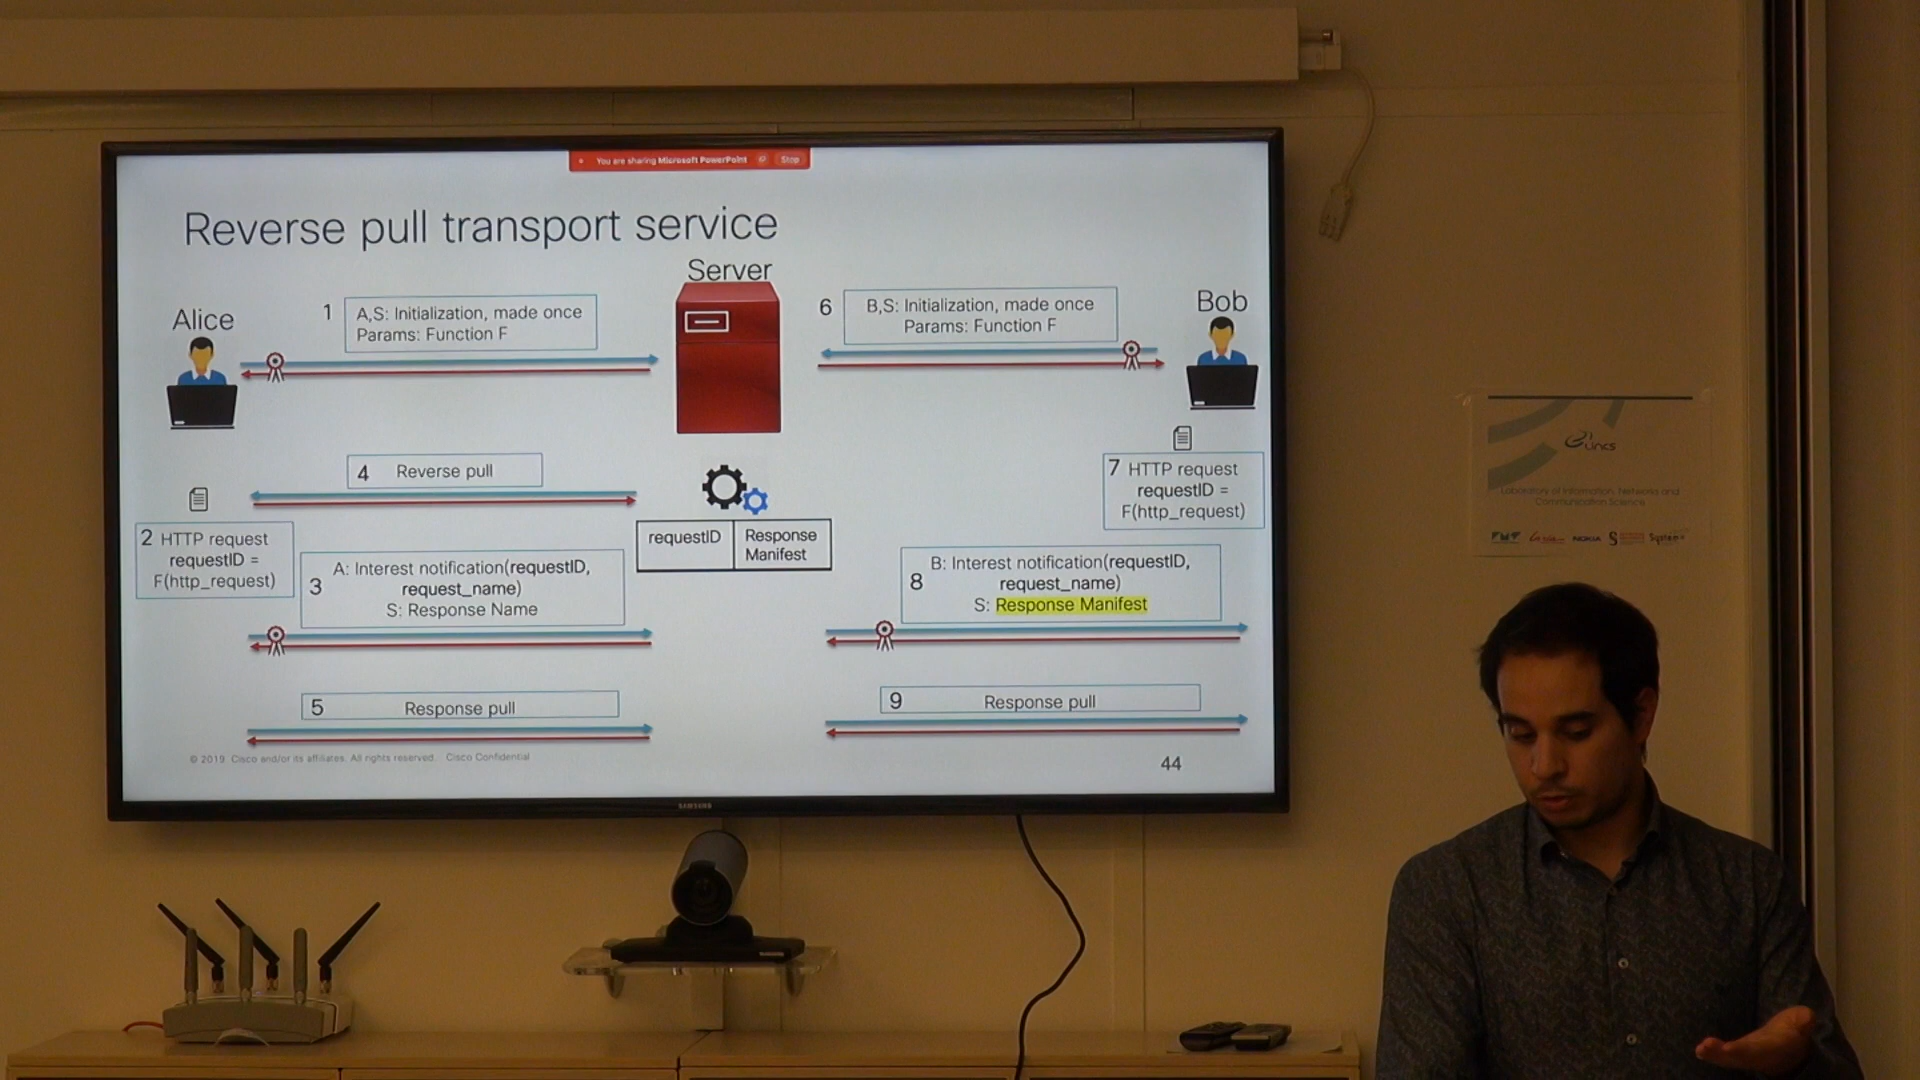 You are sharing Microsoft PowerPoint Stop
Reverse pull transport service
Server
Alice
1 A,S: Initialization, made once
Params: Function F
6 B,S: Initialization, made once
Params: Function F
Bob
4 Reverse pull
7 HTTP request
requestID =
F(http_request)
2 HTTP request
requestID =
F(http_request)
requestID
Response
Manifest
3 A: Interest notification(requestID,
request_name)
S: Response Name
8 B: Interest notification(requestID,
request_name)
S: Response Manifest
5 Response pull
9 Response pull
© 2019 Cisco and/or its affiliates. All rights reserved. Cisco Confidential
44
SAMSUNG
Lincs
Laboratory of Information, Networks and
Communication Science
NOKIA